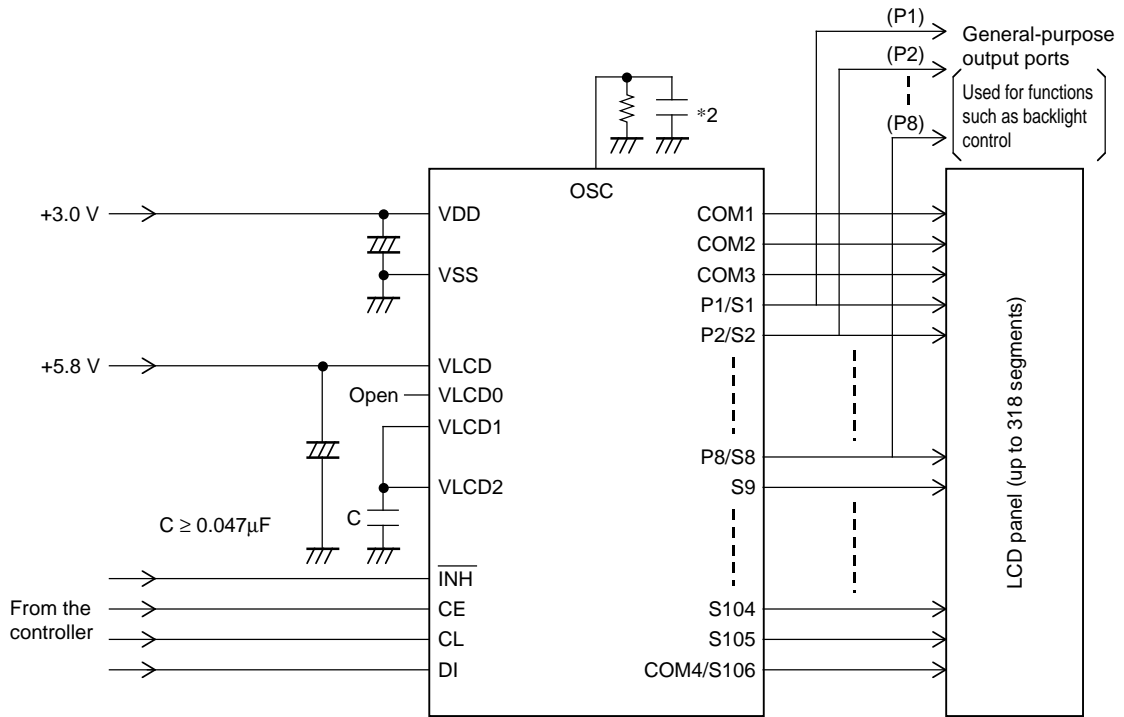 (P1)
General-purpose
output ports
(P2)
Used for functions
such as backlight
control
(P8)
*2
OSC
+3.0 V
VDD
VSS
+5.8 V
VLCD
Open
VLCD0
VLCD1
VLCD2
C
C ≥ 0.047μF
From the
controller
INH
CE
CL
DI
COM1
COM2
COM3
P1/S1
P2/S2
P8/S8
S9
S104
S105
COM4/S106
LCD panel (up to 318 segments)